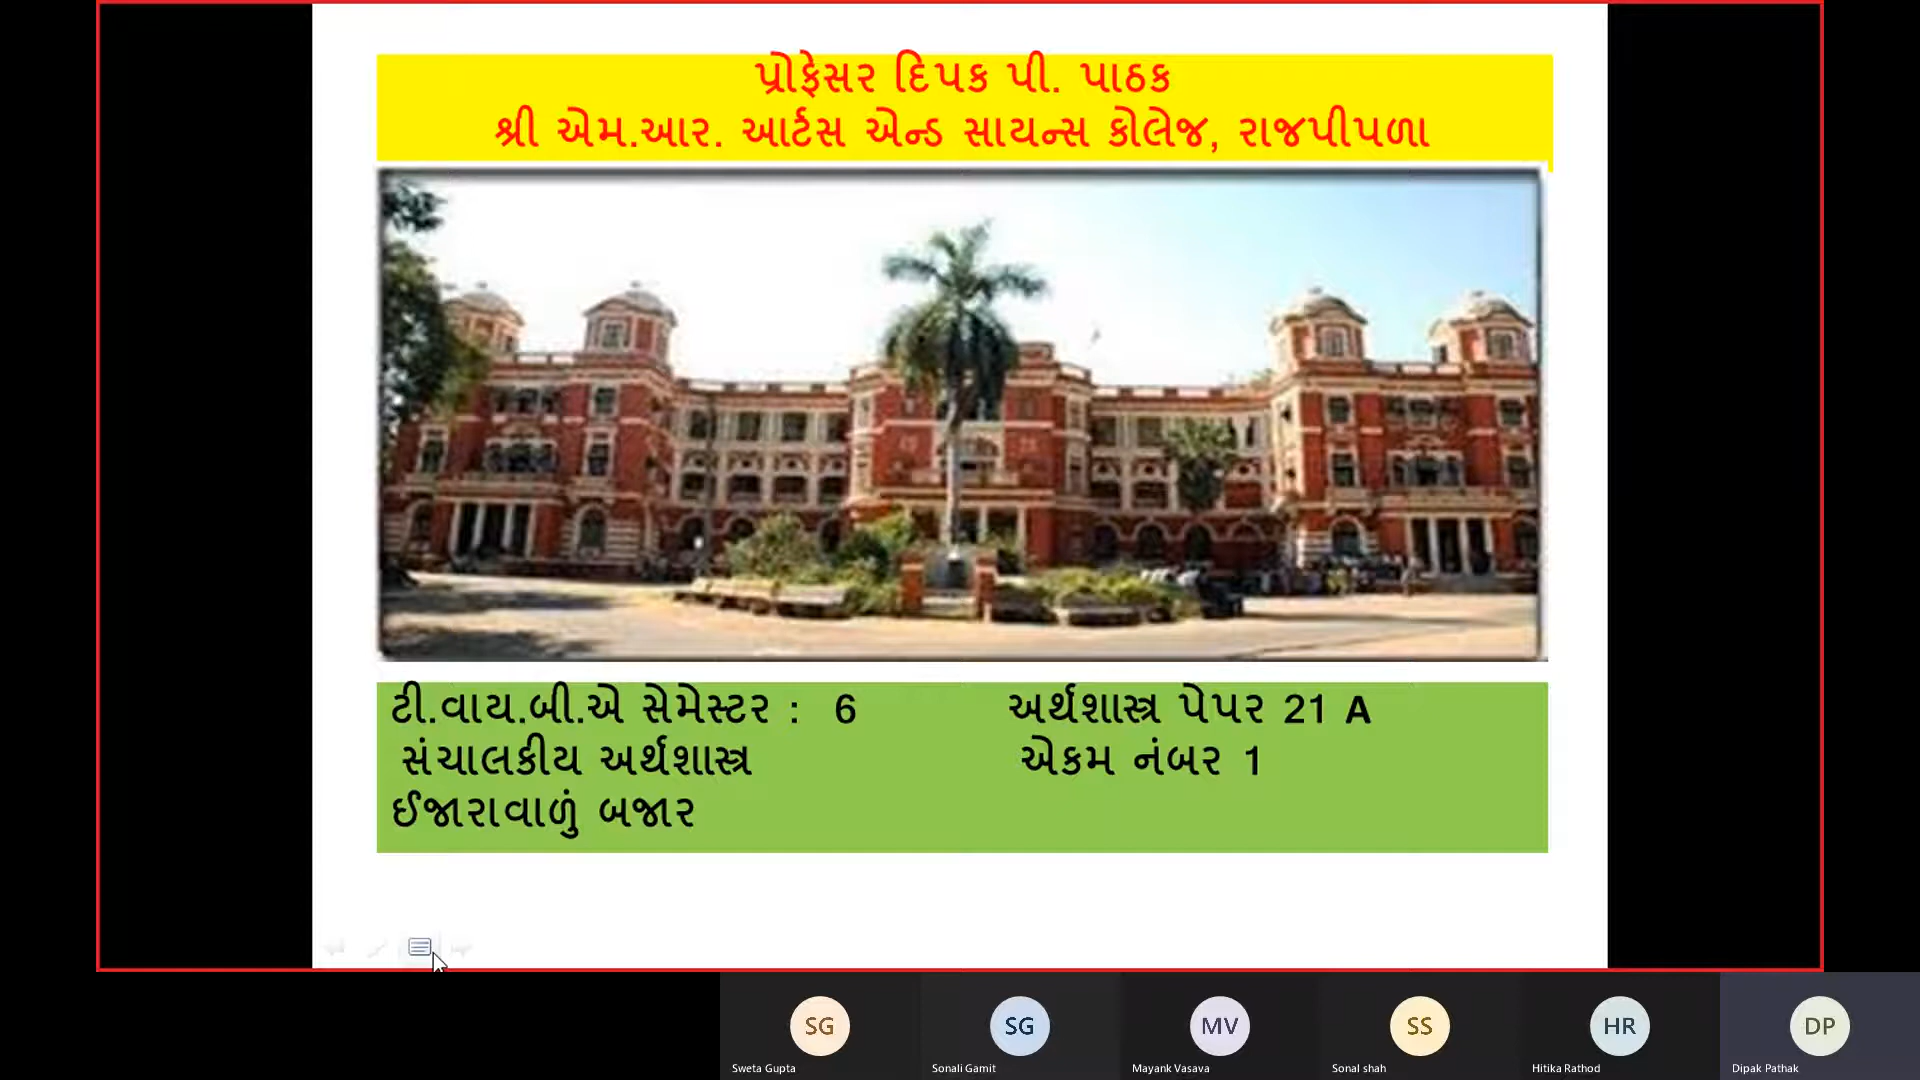 પ્રોફેસર દિપક પી. પાઠક
શ્રી એમ.આર. આર્ટસ એન્ડ સાયન્સ કોલેજ, રાજપીપળા
ટી.વાય.બી.એ સેમેસ્ટર : 6 અર્થશાસ્ત્ર પેપર 21 A
સંચાલકીય અર્થશાસ્ત્ર એકમ નંબર 1
ઈજારાવાળું બજાર
SG SG MV SS HR DP
Sweta Gupta Sonali Gamit Mayank Vasava Sonal shah Hitika Rathod Dipak Pathak